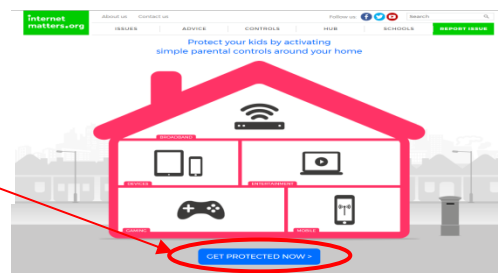 internet
matters.org
About us Contact us Follow us Search
ISSUES ADVICE CONTROLS HUB SCHOOLS REPORT ISSUE
Protect your kids by activating
simple parental controls around your home
BROADBAND
DEVICES ENTERTAINMENT
GAMING MOBILE
GET PROTECTED NOW >